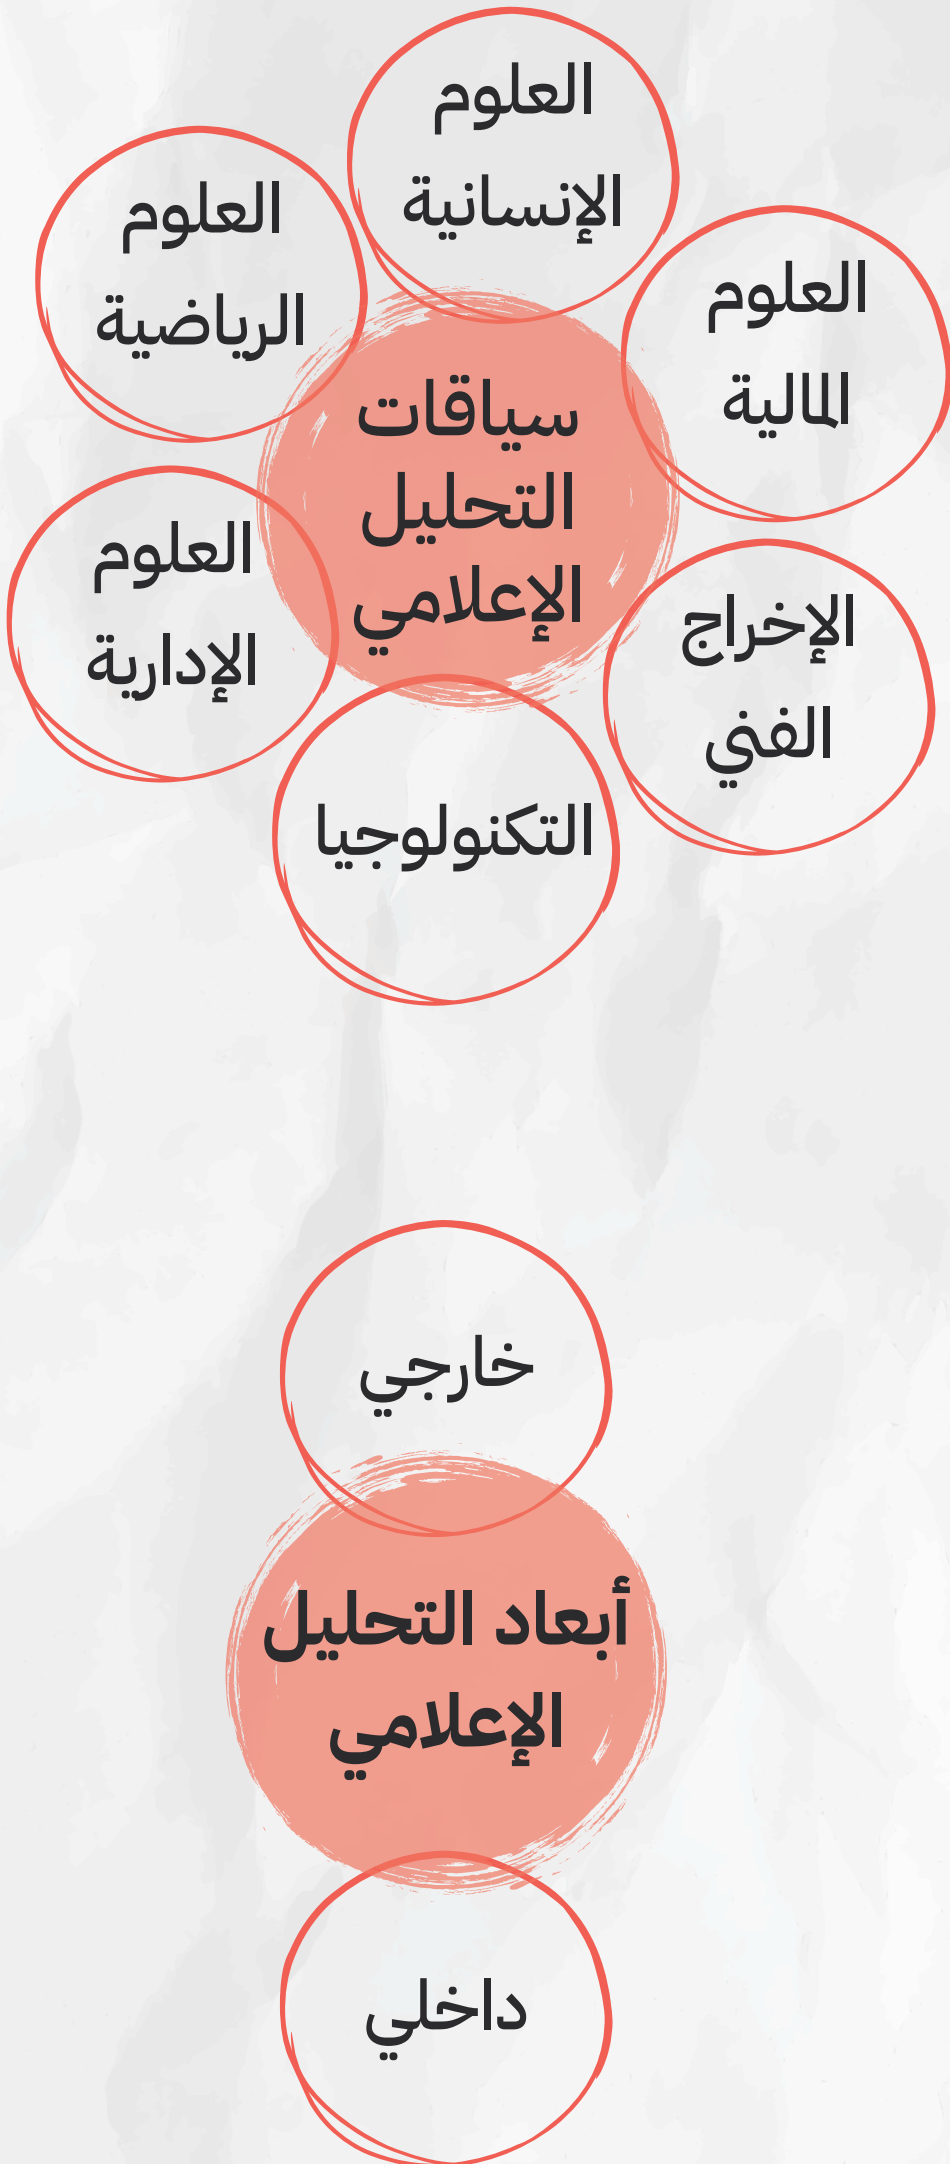 العلوم
الإنسانية
العلوم
الرياضية
العلوم
المالية
سياقات
التحليل
الإعلامي
العلوم
الإدارية
الإخراج
الفني
التكنولوجيا
خارجي
أبعاد التحليل
الإعلامي
داخلي